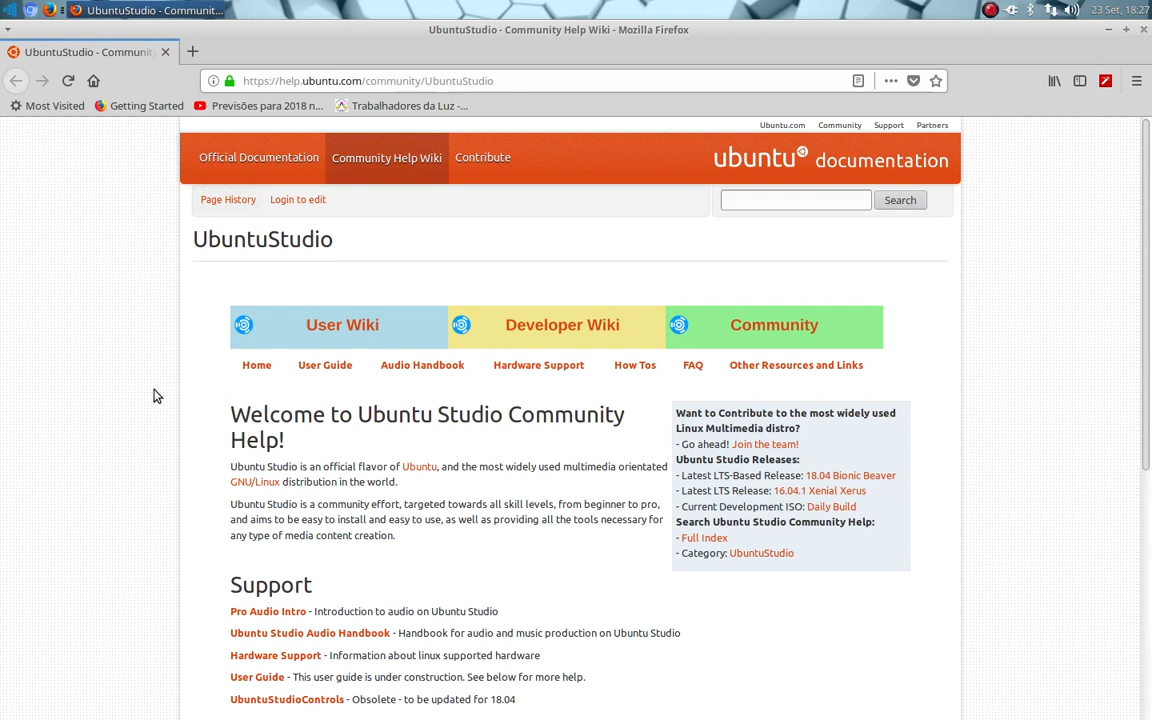 UbuntuStudio - Communit...
23 Set, 18:27
UbuntuStudio - Community Help Wiki - Mozilla Firefox
UbuntuStudio - Community
https://help.ubuntu.com/community/UbuntuStudio
Most Visited Getting Started Previsões para 2018 n... Trabalhadores da Luz -...
Ubuntu.com Community Support Partners
Official Documentation Community Help Wiki Contribute ubuntu documentation
Page History Login to edit Search
UbuntuStudio
User Wiki Developer Wiki Community
Home User Guide Audio Handbook Hardware Support How Tos FAQ Other Resources and Links
Welcome to Ubuntu Studio Community
Help!
Ubuntu Studio is an official flavor of Ubuntu, and the most widely used multimedia orientated
GNU/Linux distribution in the world.
Ubuntu Studio is a community effort, targeted towards all skill levels, from beginner to pro,
and aims to be easy to install and easy to use, as well as providing all the tools necessary for
any type of media content creation.
Want to Contribute to the most widely used
Linux Multimedia distro?
- Go ahead! Join the team!
Ubuntu Studio Releases:
- Latest LTS-Based Release: 18.04 Bionic Beaver
- Latest LTS Release: 16.04.1 Xenial Xerus
- Current Development ISO: Daily Build
Search Ubuntu Studio Community Help:
- Full Index
- Category: UbuntuStudio
Support
Pro Audio Intro - Introduction to audio on Ubuntu Studio
Ubuntu Studio Audio Handbook - Handbook for audio and music production on Ubuntu Studio
Hardware Support - Information about linux supported hardware
User Guide - This user guide is under construction. See below for more help.
UbuntuStudioControls - Obsolete - to be updated for 18.04